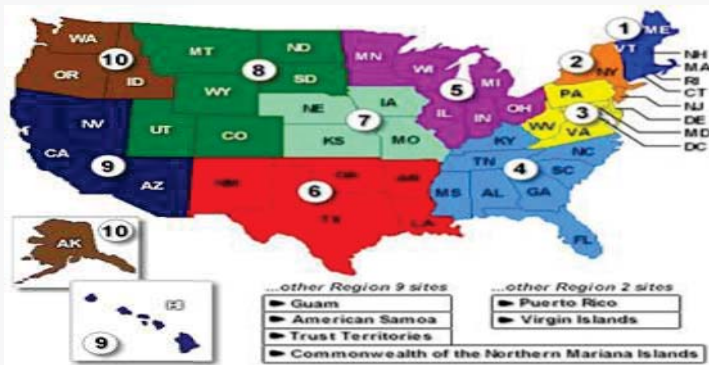 1
ME
VT
NH
MA
RI
CT
NJ
DE
MD
DC
2
NY
PA
3
WV
VA
WA
10
OR
ID
MT
ND
8
SD
WY
UT
CO
MN
WI
MI
5
IL
IN
OH
NE
IA
7
KS
MO
NV
CA
9
AZ
NM
OK
AR
6
TX
LA
KY
TN
NC
SC
4
MS
AL
GA
FL
AK
10
HI
9
...other Region 9 sites
Guam
American Samoa
Trust Territories
Commonwealth of the Northern Mariana Islands
...other Region 2 sites
Puerto Rico
Virgin Islands